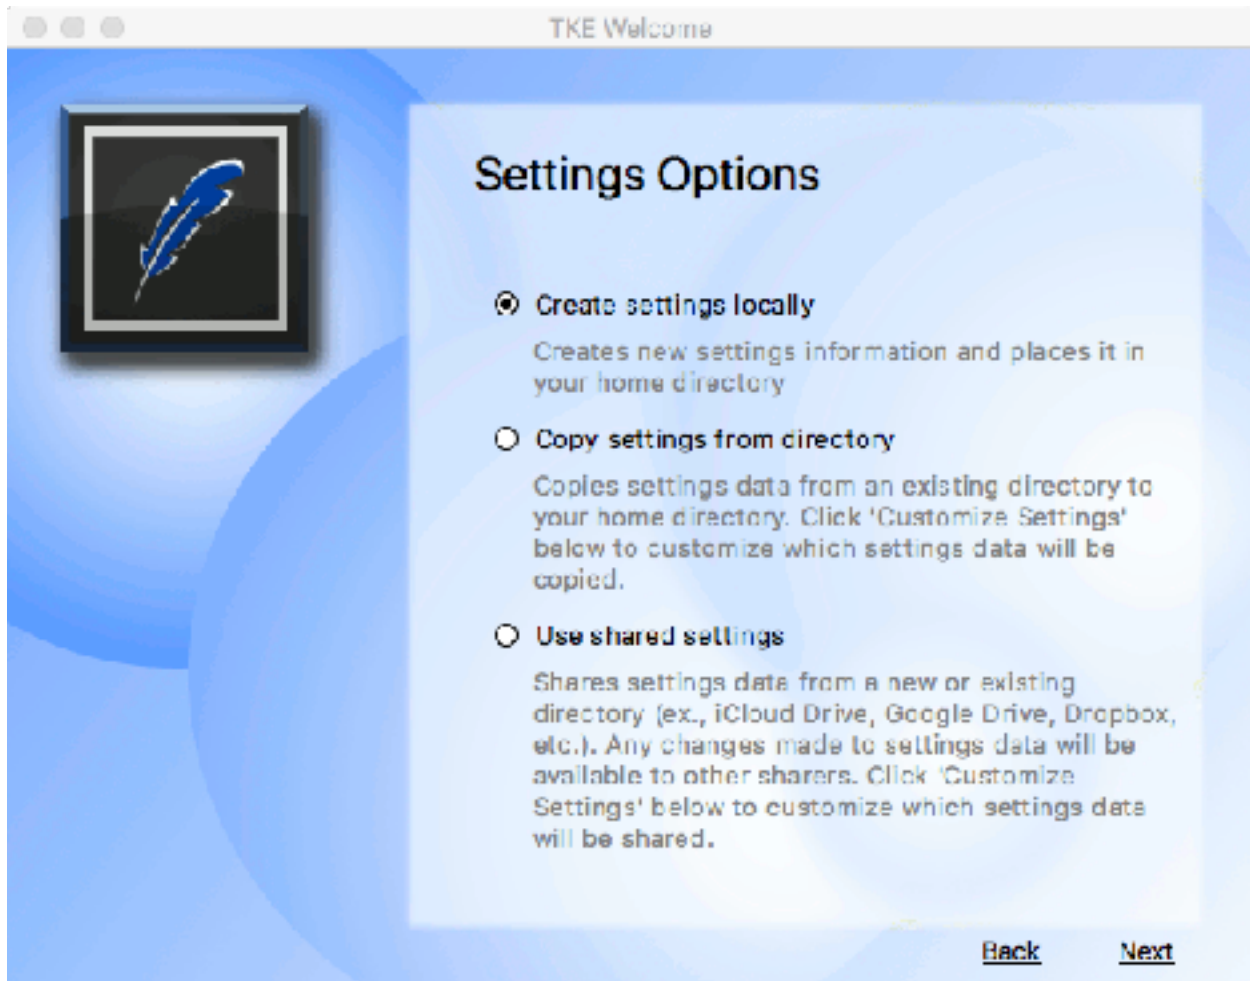 TKE Welcome
Settings Options
Create settings locally
Creates new settings information and places it in
your home directory
Copy settings from directory
Copies settings data from an existing directory to
your home directory. Click 'Customize Settings'
below to customize which settings data will be
copied.
Use shared settings
Shares settings data from a new or existing
directory (ex., iCloud Drive, Google Drive, Dropbox,
etc.). Any changes made to settings data will be
available to other sharers. Click 'Customize
Settings' below to customize which settings data
will be shared.
Back Next